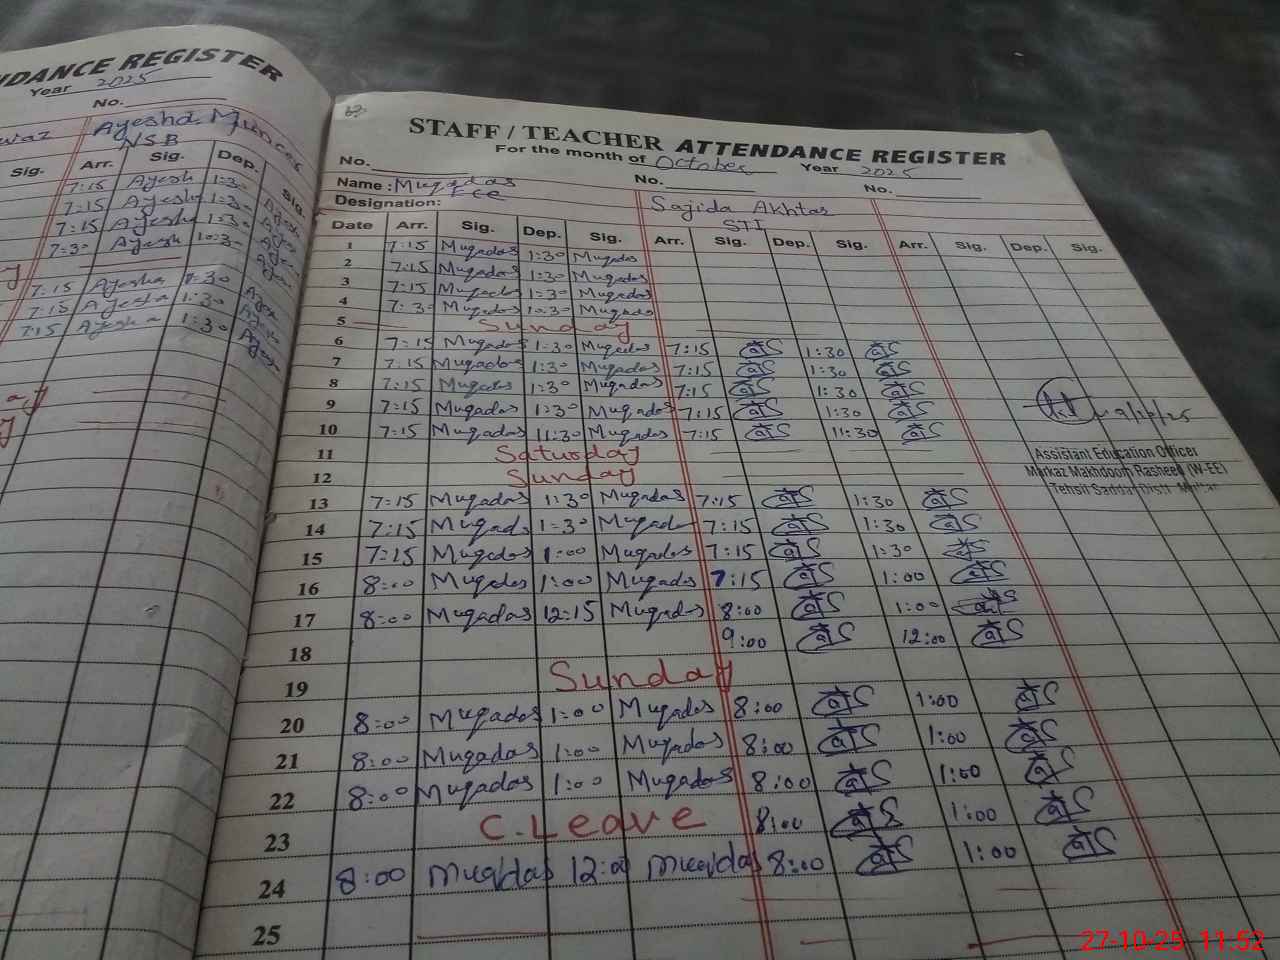 NDANCE REGISTER
Year 2025
No.
waz Ayesha Muneer
NSB
Sig. Arr. Sig. Dep. Sig.
7:15 Ayesh 1:30 Ayesha
7:15 Ayesha 1:30 Ayesha
7:15 Ayesha 1:30 Ayesha
7:30 Ayesh 10:30 Ayesha
7:15 Ayesha 1:30 Ayesha
7:15 Ayesha 1:30 Ayesha
7:15 Ayesha 1:30 Ayesha
STAFF / TEACHER ATTENDANCE REGISTER
For the month of October Year 2025
No. No. No.
Name : Muqadas Sajida Akhtar
ECE
Designation: STI
Date Arr. Sig. Dep. Sig. Arr. Sig. Dep. Sig. Arr. Sig. Dep. Sig.
1 7:15 Muqadas 1:30 Muqadas
2 7:15 Muqadas 1:30 Muqadas
3 7:15 Muqadas 1:30 Muqadas
4 7:30 Muqadas 10:30 Muqadas
5 Sunday
6 7:15 Muqadas 1:30 Muqadas 7:15 1:30
7 7:15 Muqadas 1:30 Muqadas 7:15 1:30
8 7:15 Muqadas 1:30 Muqadas 7:15 1:30
9 7:15 Muqadas 1:30 Muqadas 7:15 1:30
10 7:15 Muqadas 11:30 Muqadas 7:15 11:30
11 Saturday
12 Sunday
13 7:15 Muqadas 1:30 Muqadas 7:15 1:30
14 7:15 Muqadas 1:30 Muqadas 7:15 1:30
15 7:15 Muqadas 1:00 Muqadas 7:15 1:30
16 8:00 Muqadas 1:00 Muqadas 7:15 1:00
17 8:00 Muqadas 12:15 Muqadas 8:00 1:00
18 9:00 12:00
19 Sunday
20 8:00 Muqadas 1:00 Muqadas 8:00 1:00
21 8:00 Muqadas 1:00 Muqadas 8:00 1:00
22 8:00 Muqadas 1:00 Muqadas 8:00 1:00
23 C. Leave 8:00 1:00
24 8:00 Muqdas 12:00 Muqdas 8:00 1:00
25
Assistant Education Officer
Markaz Makhdoom Rasheed (W-EE)
Tehsil Saddar Distt.
27-10-25 11:52